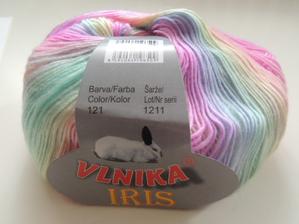 Barva/Farba Šarže/
Color/Kolor Lot/Nr serii
121 1211
VLNIKA
IRIS